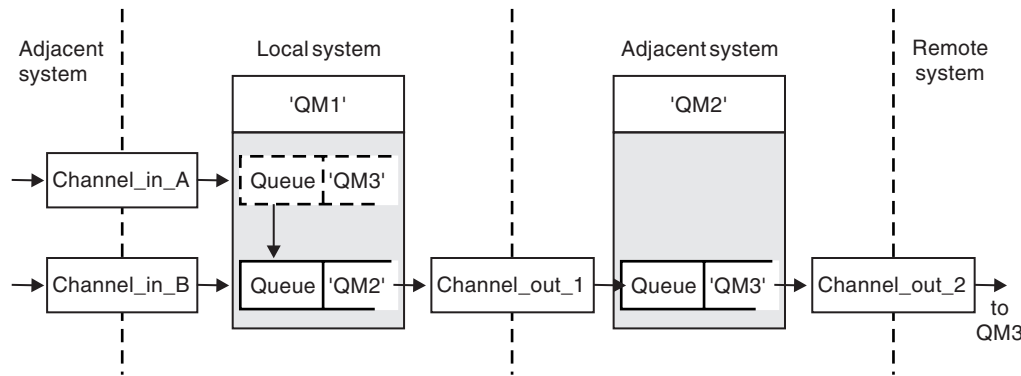 Adjacent
system
Local system
Adjacent system
Remote
system
'QM1'
'QM2'
Channel_in_A
Queue 'QM3'
Channel_in_B
Queue 'QM2'
Channel_out_1
Queue 'QM3'
Channel_out_2
to
QM3